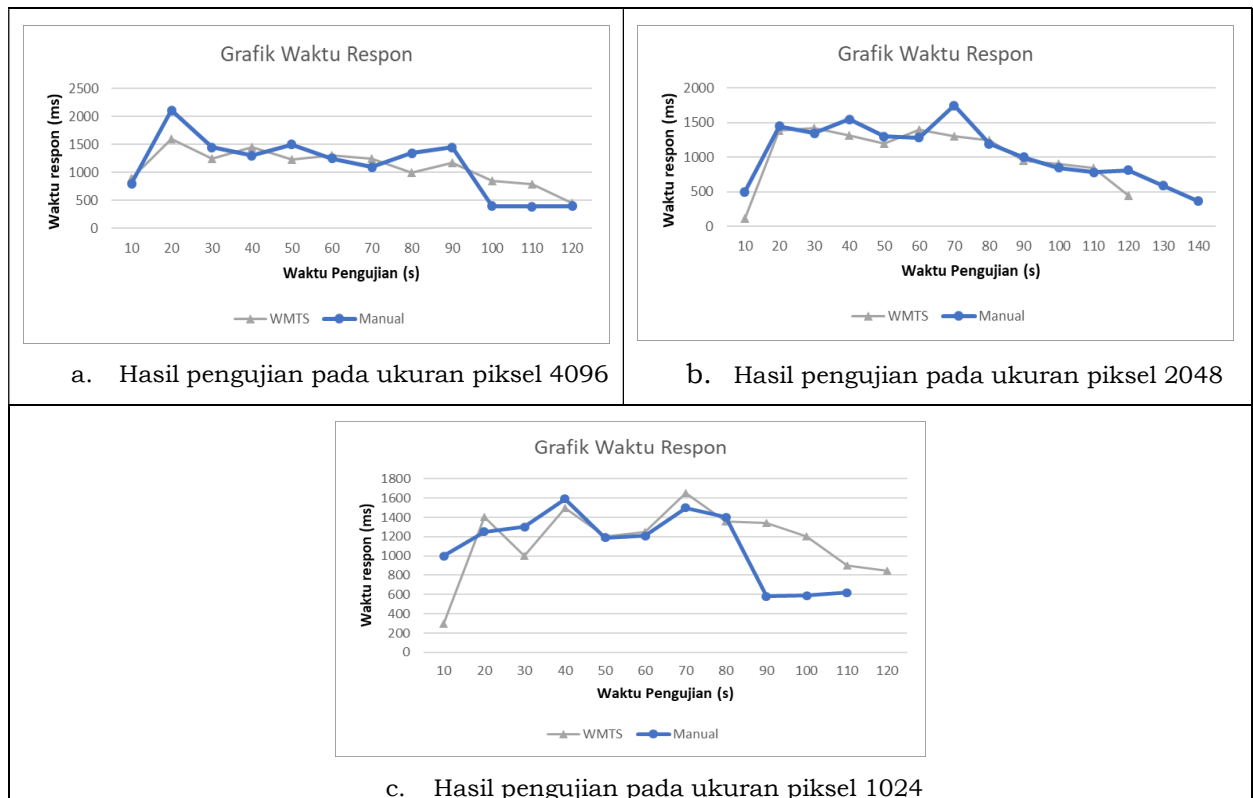 Grafik Waktu Respon
Waktu respon (ms)
2500
2000
1500
1000
500
0
10 20 30 40 50 60 70 80 90 100 110 120
Waktu Pengujian (s)
WMTS Manual
a. Hasil pengujian pada ukuran piksel 4096
Grafik Waktu Respon
Waktu respon (ms)
2000
1500
1000
500
0
10 20 30 40 50 60 70 80 90 100 110 120 130 140
Waktu Pengujian (s)
WMTS Manual
b. Hasil pengujian pada ukuran piksel 2048
Grafik Waktu Respon
Waktu respon (ms)
1800
1600
1400
1200
1000
800
600
400
200
0
10 20 30 40 50 60 70 80 90 100 110 120
Waktu Pengujian (s)
WMTS Manual
c. Hasil pengujian pada ukuran piksel 1024